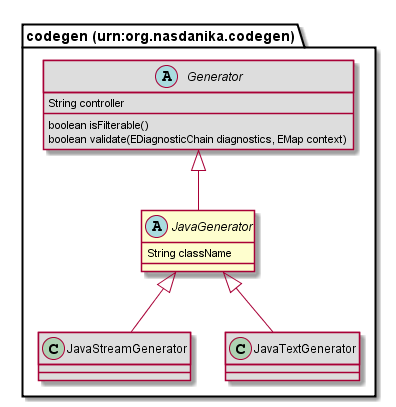 codegen (urn:org.nasdanika.codegen)
A Generator
String controller
boolean isFilterable()
boolean validate(EDiagnosticChain diagnostics, EMap context)
A JavaGenerator
String className
C JavaStreamGenerator
C JavaTextGenerator